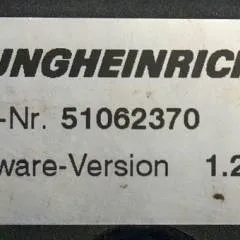 UNGHEINRICH
-Nr. 51062370
ware-Version 1.2